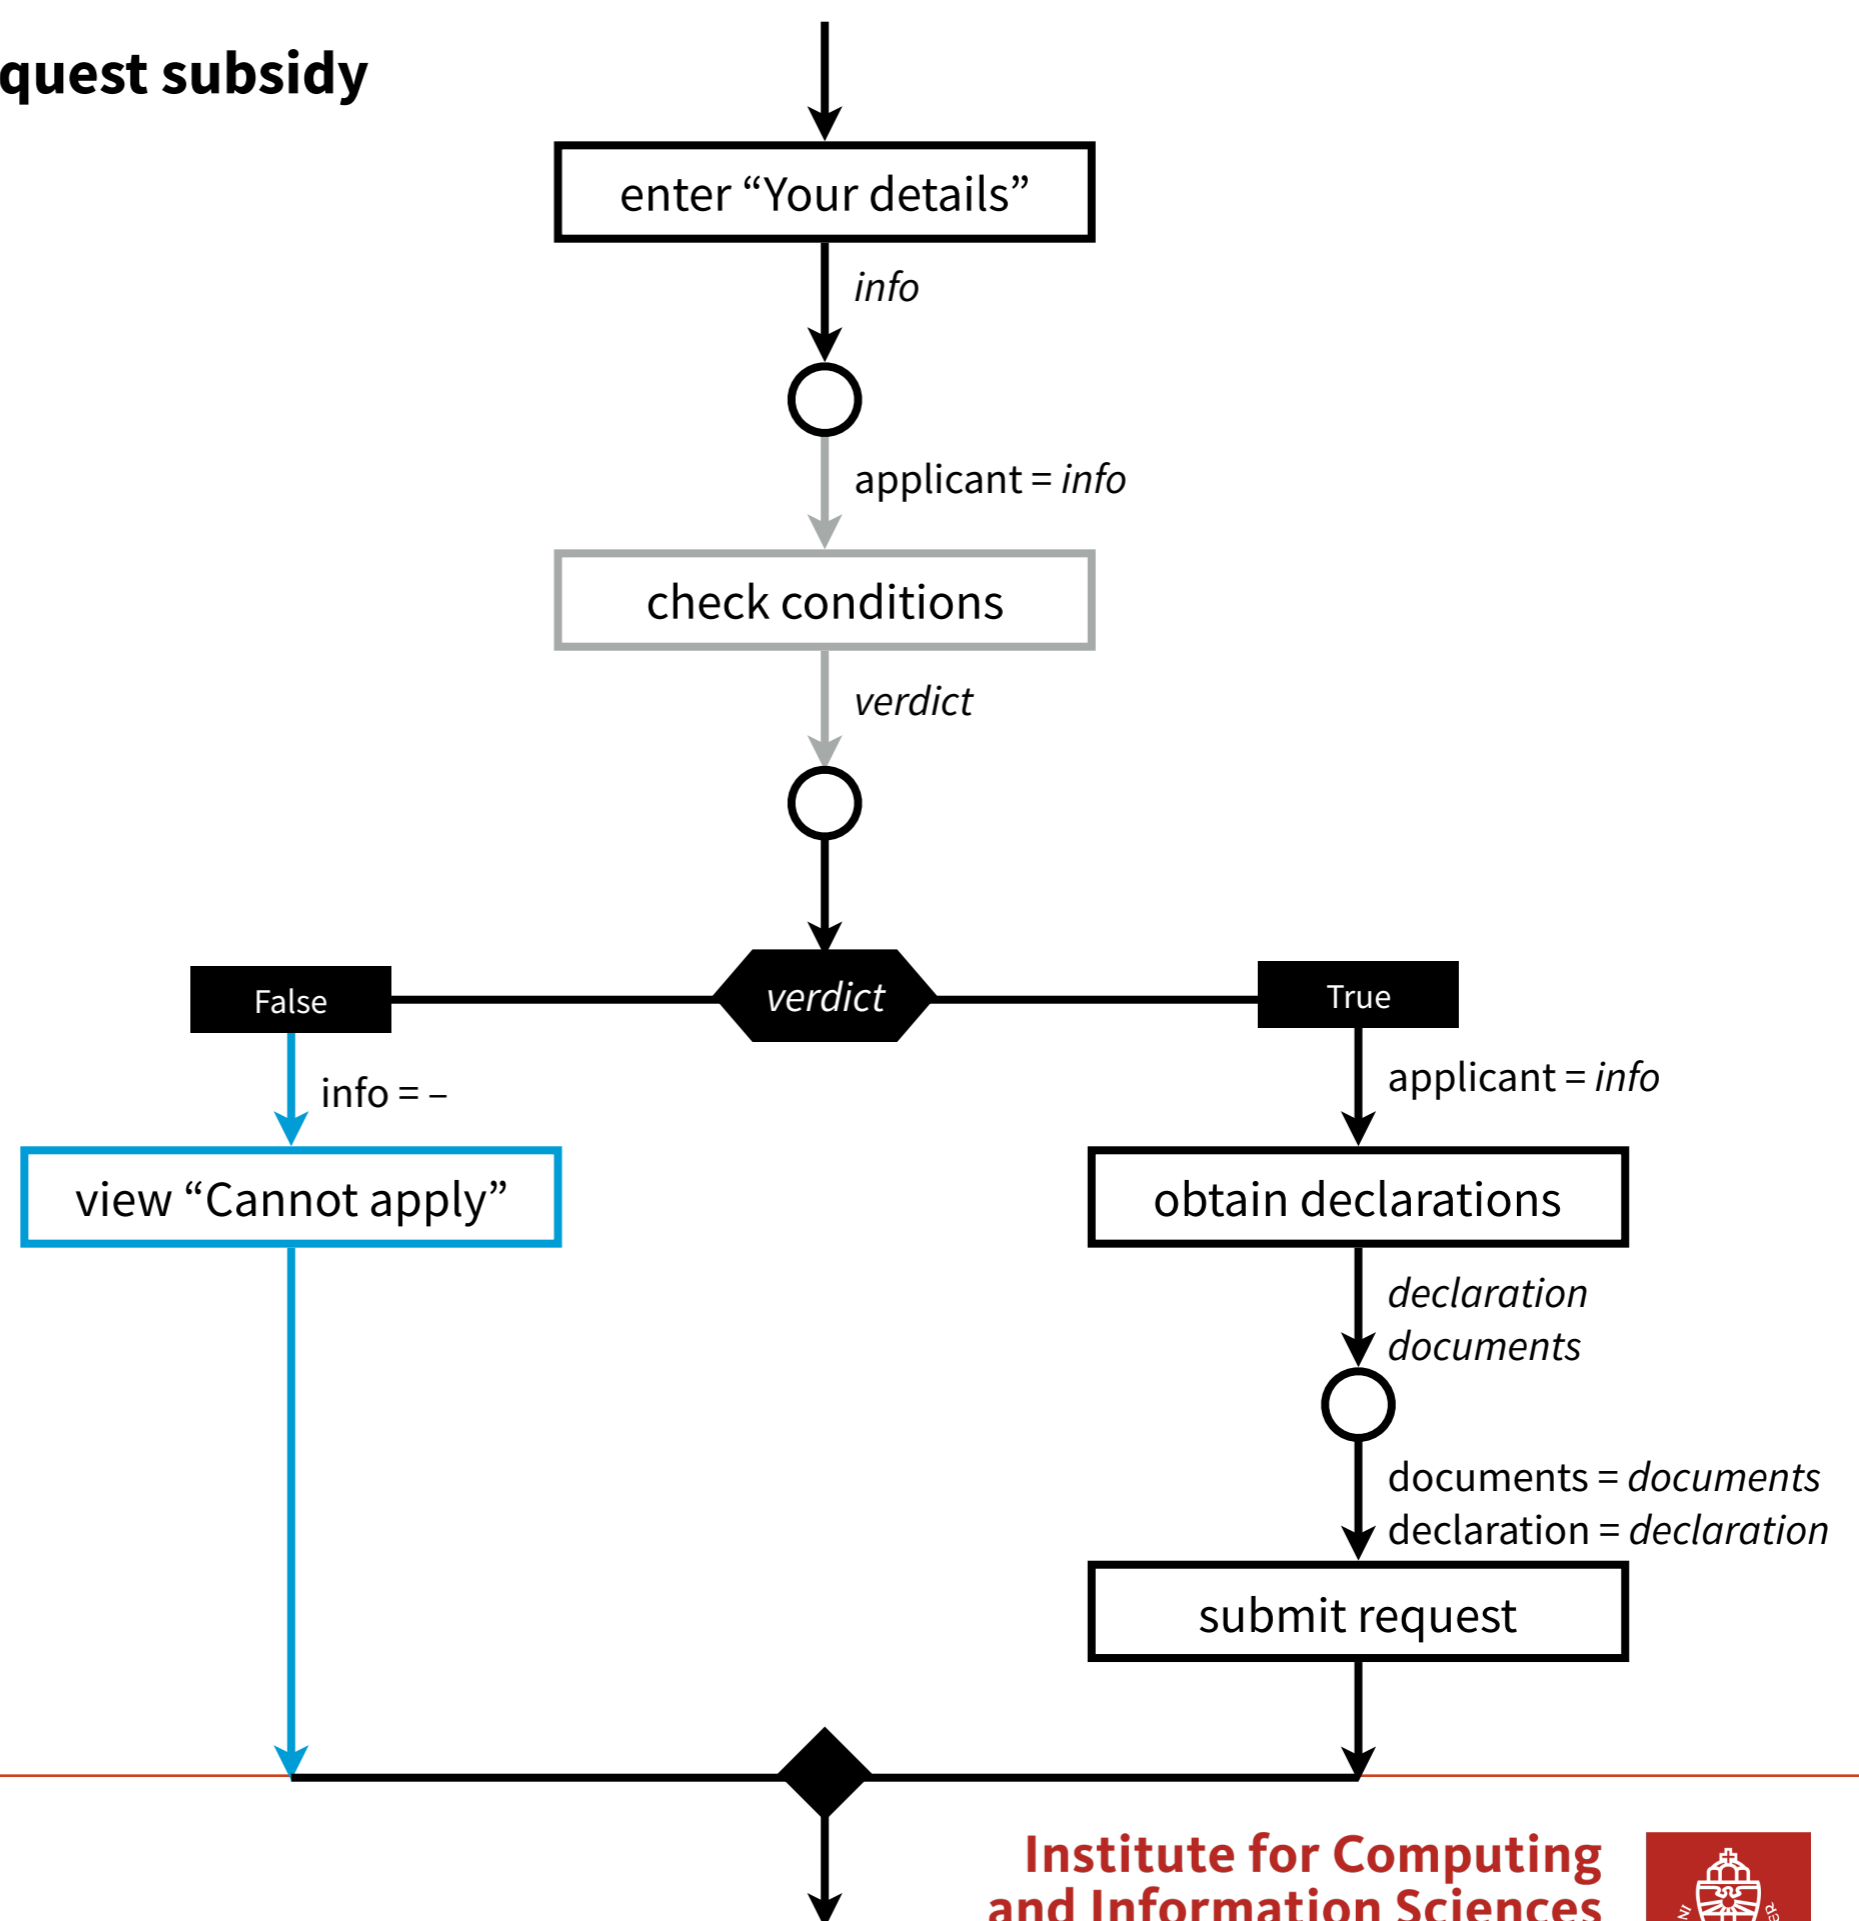 quest subsidy
enter “Your details”
info
applicant = info
check conditions
verdict
verdict
False
True
info = –
applicant = info
view “Cannot apply”
obtain declarations
declaration
documents
documents = documents
declaration = declaration
submit request
Institute for Computing
and Information Sciences